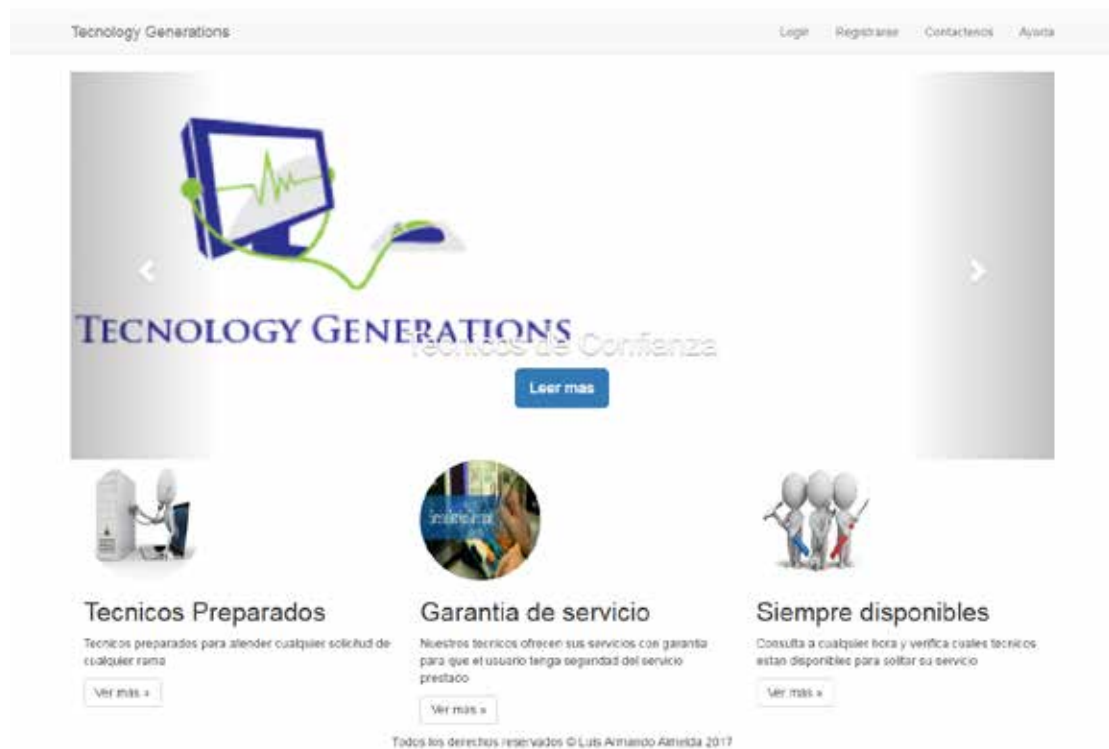 Tecnology Generations
Login Registrarse Contactenos Ayuda
TECNOLOGY GENERATIONS
Tecnicos de Confianza
Leer mas
Tecnicos Preparados
Tecnicos preparados para atender cualquier solicitud de
cualquier rama
Ver más »
Garantia de servicio
Nuestros tecnicos ofrecen sus servicios con garantia
para que el usuario tenga seguridad del servicio
prestado
Ver más »
Siempre disponibles
Consulta a cualquier hora y verifica cuales tecnicos
estan disponibles para solitar su servicio
Ver más »
Todos los derechos reservados © Luis Armando Almeida 2017